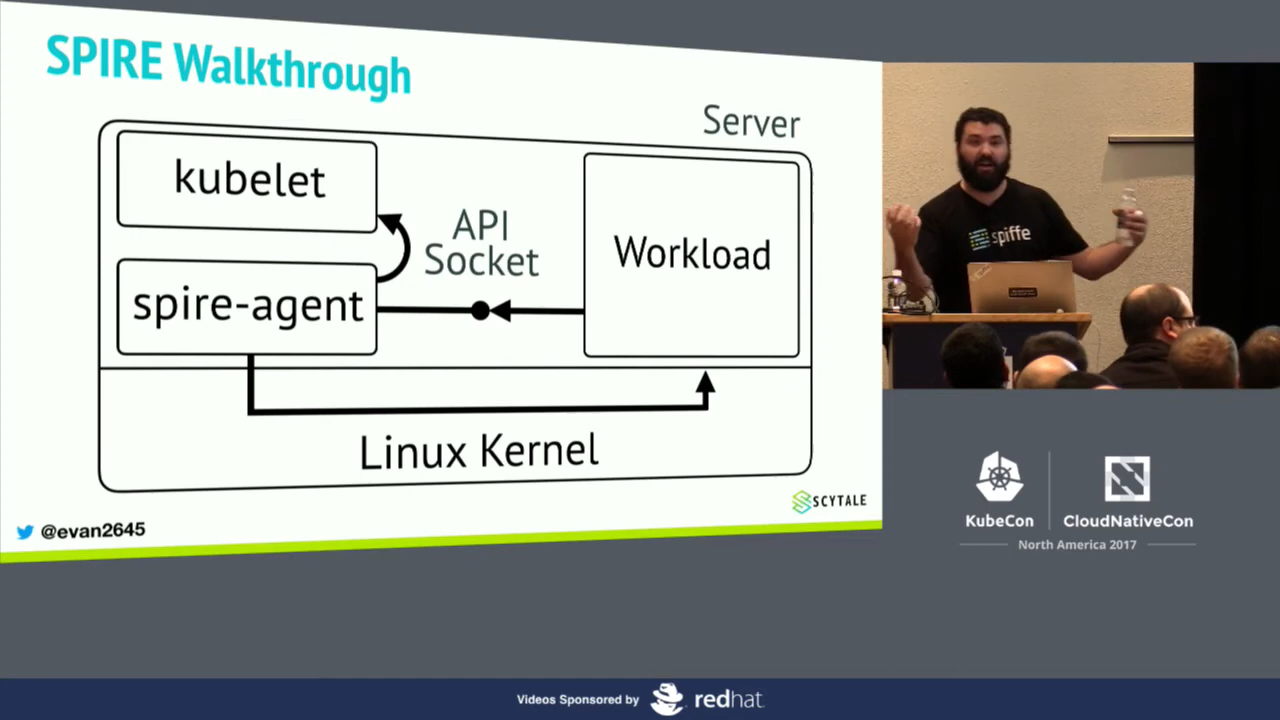 SPIRE Walkthrough
Server
kubelet
API
Socket
Workload
spire-agent
Linux Kernel
SCYTALE
@evan2645
spiffe
KubeCon
CloudNativeCon
North America 2017
Videos Sponsored by
redhat.